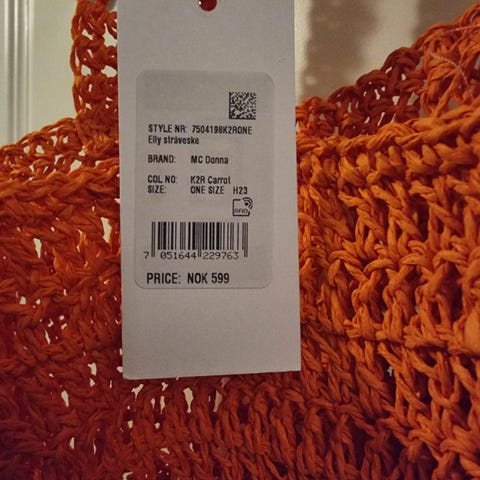 STYLE NR: 7504198K2RONE
Elly stråveske
BRAND: MC Donna
COL NO: K2R Carrot
SIZE: ONE SIZE H23
RFID
7 051644 229763
PRICE: NOK 599